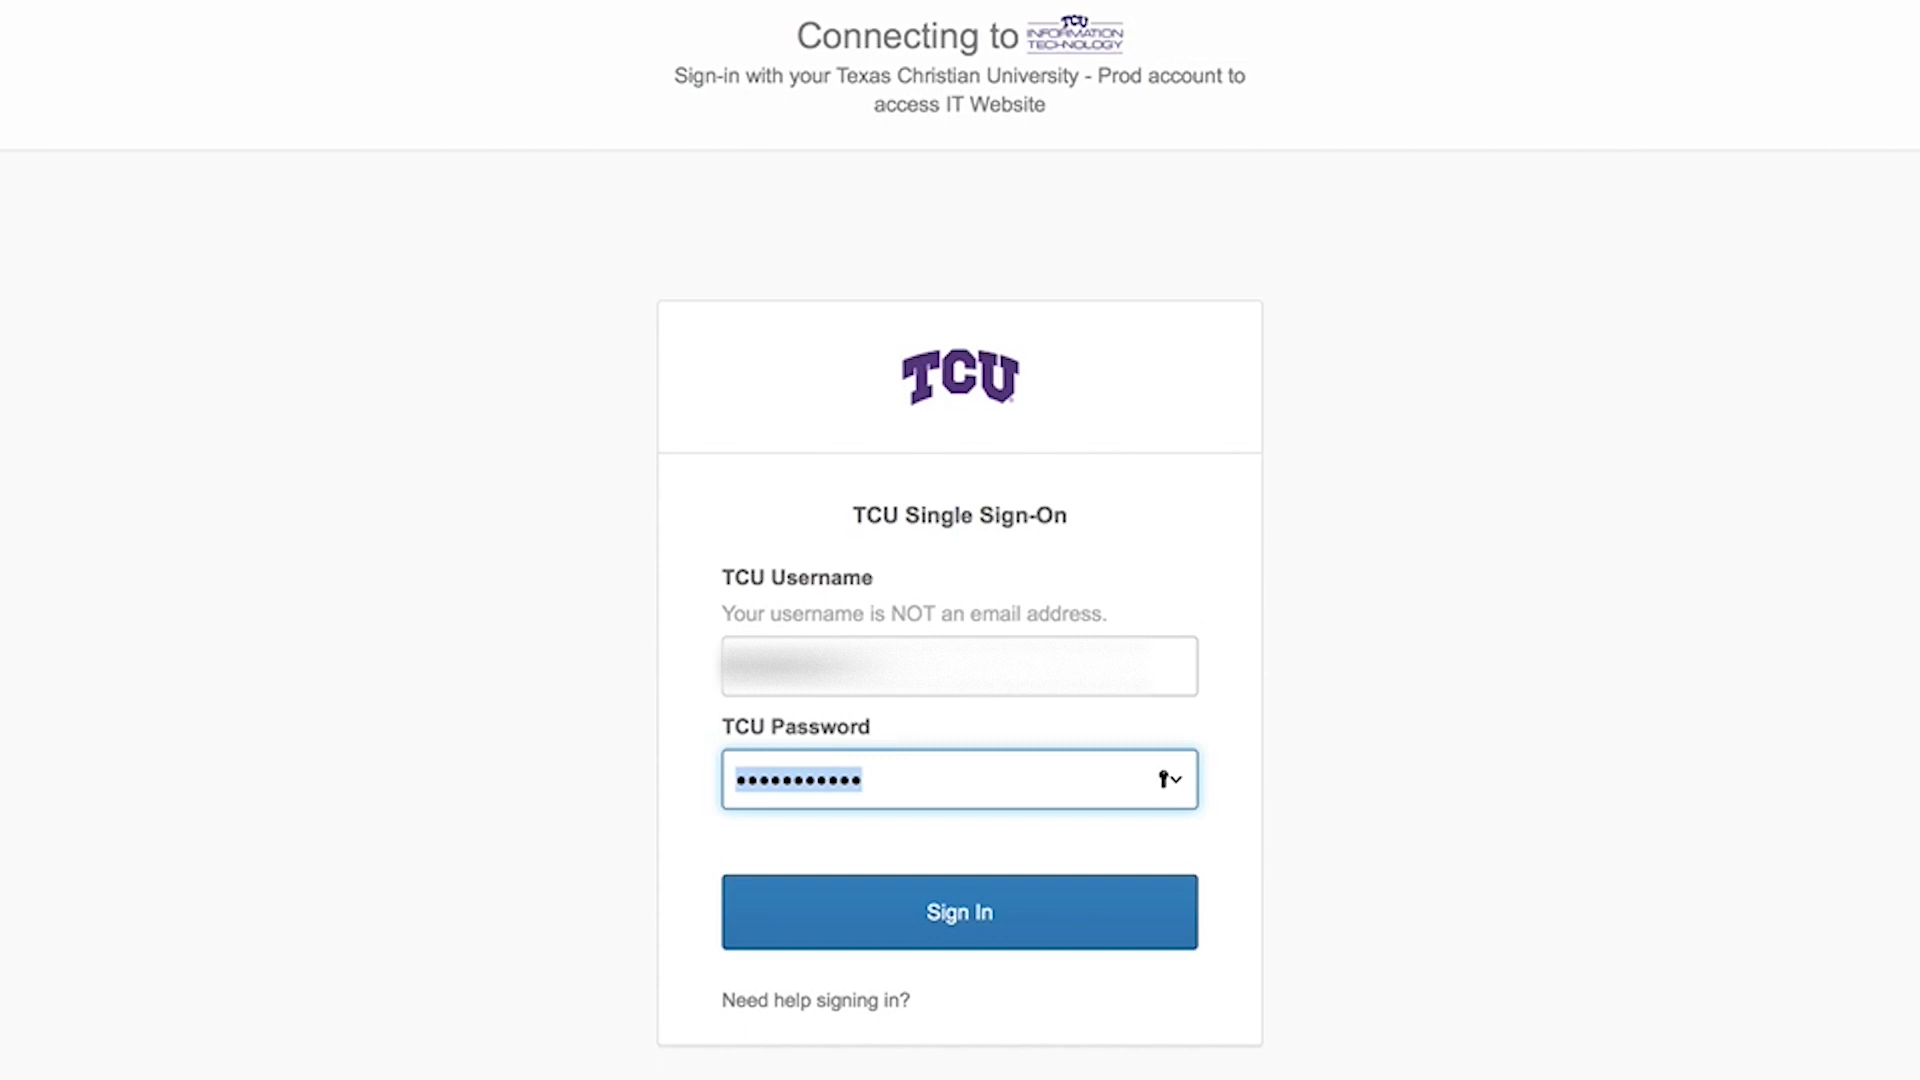 Connecting to TCU INFORMATION TECHNOLOGY
Sign-in with your Texas Christian University - Prod account to
access IT Website
TCU
TCU Single Sign-On
TCU Username
Your username is NOT an email address.
TCU Password
•••••••••••
Sign In
Need help signing in?